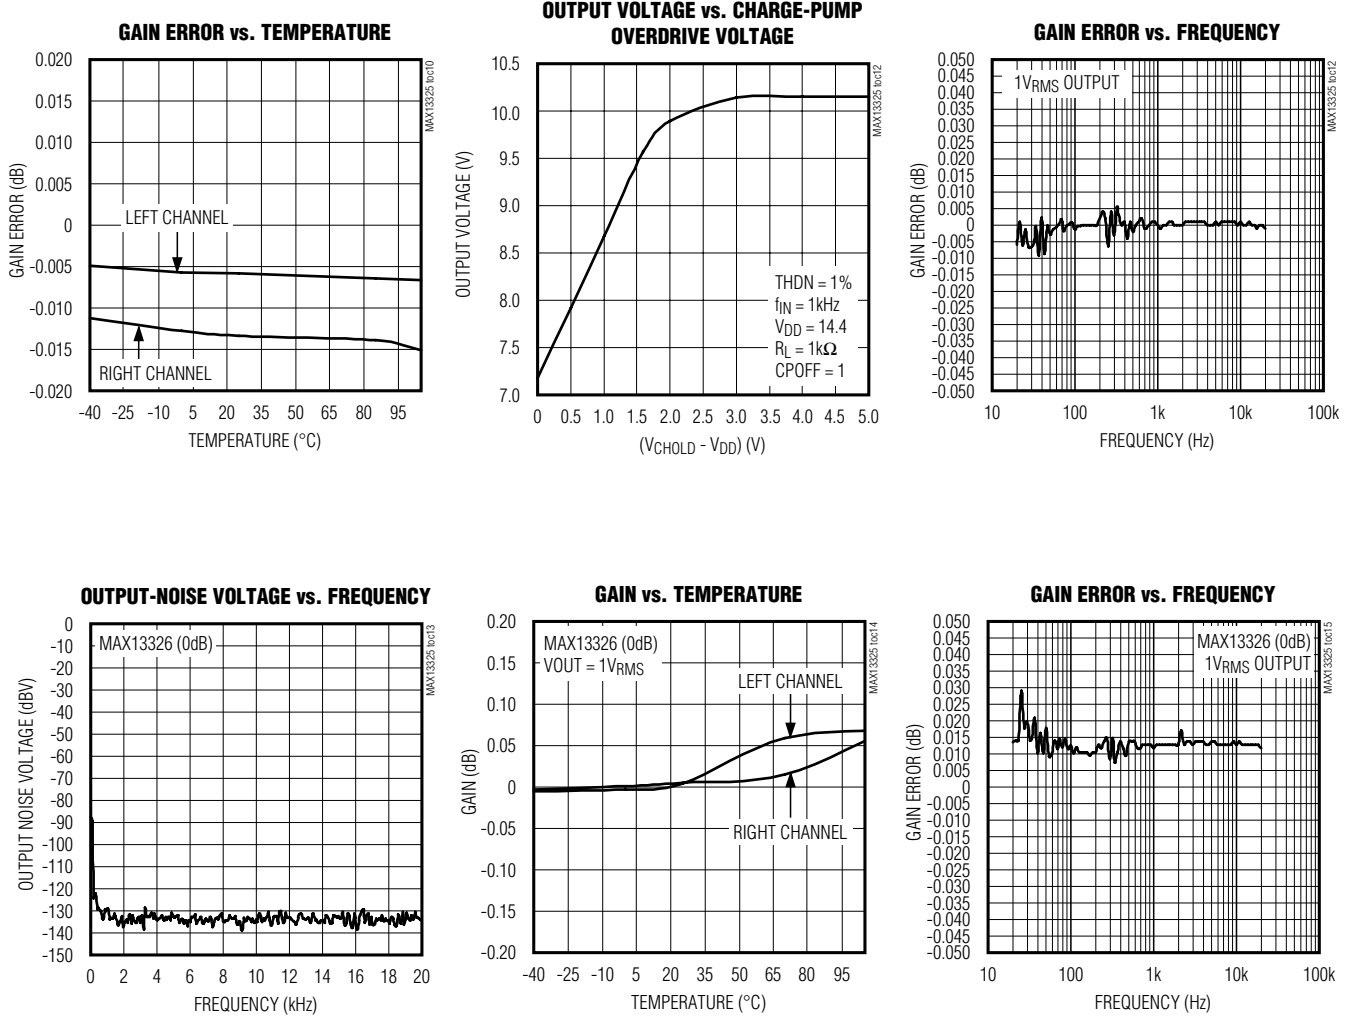 GAIN ERROR vs. TEMPERATURE
0.020
0.015
0.010
0.005
0
-0.005
-0.010
-0.015
-0.020
GAIN ERROR (dB)
LEFT CHANNEL
RIGHT CHANNEL
MAX13325 toc10
-40 -25 -10 5 20 35 50 65 80 95
TEMPERATURE (°C)
OUTPUT VOLTAGE vs. CHARGE-PUMP
OVERDRIVE VOLTAGE
10.5
10.0
9.5
9.0
8.5
8.0
7.5
7.0
OUTPUT VOLTAGE (V)
THDN = 1%
fIN = 1kHz
VDD = 14.4
RL = 1kΩ
CPOFF = 1
MAX13325 toc12
0 0.5 1.0 1.5 2.0 2.5 3.0 3.5 4.0 4.5 5.0
(VCHOLD - VDD) (V)
GAIN ERROR vs. FREQUENCY
0.050
0.045
0.040
0.035
0.030
0.025
0.020
0.015
0.010
0.005
0
-0.005
-0.010
-0.015
-0.020
-0.025
-0.030
-0.035
-0.040
-0.045
-0.050
GAIN ERROR (dB)
1VRMS OUTPUT
MAX13325 toc12
10 100 1k 10k 100k
FREQUENCY (Hz)
OUTPUT-NOISE VOLTAGE vs. FREQUENCY
0
-10
-20
-30
-40
-50
-60
-70
-80
-90
-100
-110
-120
-130
-140
-150
OUTPUT NOISE VOLTAGE (dBV)
MAX13326 (0dB)
MAX13325 toc13
0 2 4 6 8 10 12 14 16 18 20
FREQUENCY (kHz)
GAIN vs. TEMPERATURE
0.20
0.15
0.10
0.05
0
-0.05
-0.10
-0.15
-0.20
GAIN (dB)
MAX13326 (0dB)
VOUT = 1VRMS
LEFT CHANNEL
RIGHT CHANNEL
MAX13325 toc14
-40 -25 -10 5 20 35 50 65 80 95
TEMPERATURE (°C)
GAIN ERROR vs. FREQUENCY
0.050
0.045
0.040
0.035
0.030
0.025
0.020
0.015
0.010
0.005
0
-0.005
-0.010
-0.015
-0.020
-0.025
-0.030
-0.035
-0.040
-0.045
-0.050
GAIN ERROR (dB)
MAX13326 (0dB)
1VRMS OUTPUT
MAX13325 toc15
10 100 1k 10k 100k
FREQUENCY (Hz)